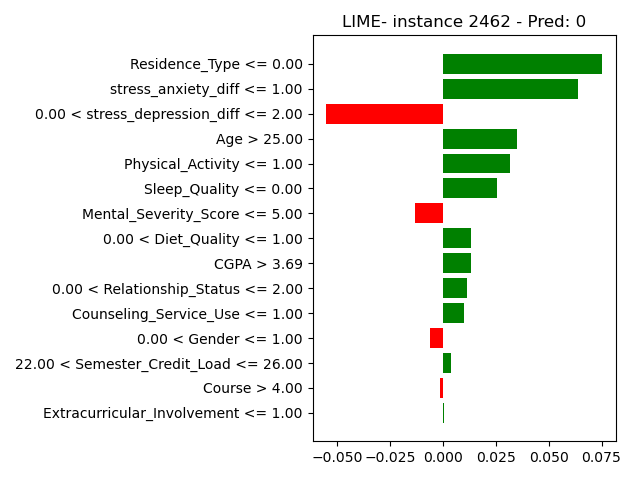 LIME- instance 2462 - Pred: 0
Residence_Type <= 0.00
stress_anxiety_diff <= 1.00
0.00 < stress_depression_diff <= 2.00
Age > 25.00
Physical_Activity <= 1.00
Sleep_Quality <= 0.00
Mental_Severity_Score <= 5.00
0.00 < Diet_Quality <= 1.00
CGPA > 3.69
0.00 < Relationship_Status <= 2.00
Counseling_Service_Use <= 1.00
0.00 < Gender <= 1.00
22.00 < Semester_Credit_Load <= 26.00
Course > 4.00
Extracurricular_Involvement <= 1.00
−0.050 −0.025 0.000 0.025 0.050 0.075